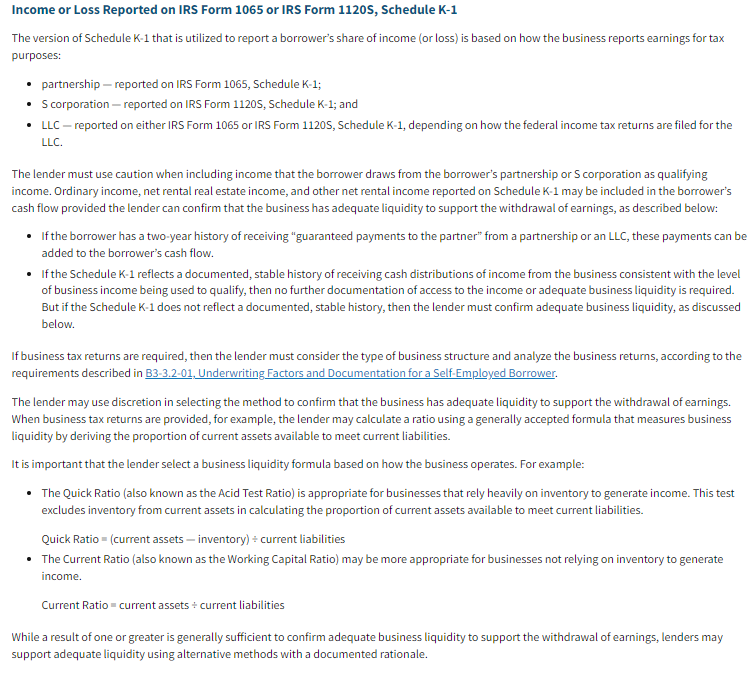 Income or Loss Reported on IRS Form 1065 or IRS Form 1120S, Schedule K-1
The version of Schedule K-1 that is utilized to report a borrower's share of income (or loss) is based on how the business reports earnings for tax
purposes:
• partnership — reported on IRS Form 1065, Schedule K-1;
• S corporation — reported on IRS Form 1120S, Schedule K-1; and
• LLC — reported on either IRS Form 1065 or IRS Form 1120S, Schedule K-1, depending on how the federal income tax returns are filed for the
LLC.
The lender must use caution when including income that the borrower draws from the borrower's partnership or S corporation as qualifying
income. Ordinary income, net rental real estate income, and other net rental income reported on Schedule K-1 may be included in the borrower's
cash flow provided the lender can confirm that the business has adequate liquidity to support the withdrawal of earnings, as described below:
• If the borrower has a two-year history of receiving "guaranteed payments to the partner" from a partnership or an LLC, these payments can be
added to the borrower's cash flow.
• If the Schedule K-1 reflects a documented, stable history of receiving cash distributions of income from the business consistent with the level
of business income being used to qualify, then no further documentation of access to the income or adequate business liquidity is required.
But if the Schedule K-1 does not reflect a documented, stable history, then the lender must confirm adequate business liquidity, as discussed
below.
If business tax returns are required, then the lender must consider the type of business structure and analyze the business returns, according to the
requirements described in B3-3.2-01, Underwriting Factors and Documentation for a Self-Employed Borrower.
The lender may use discretion in selecting the method to confirm that the business has adequate liquidity to support the withdrawal of earnings.
When business tax returns are provided, for example, the lender may calculate a ratio using a generally accepted formula that measures business
liquidity by deriving the proportion of current assets available to meet current liabilities.
It is important that the lender select a business liquidity formula based on how the business operates. For example:
• The Quick Ratio (also known as the Acid Test Ratio) is appropriate for businesses that rely heavily on inventory to generate income. This test
excludes inventory from current assets in calculating the proportion of current assets available to meet current liabilities.
Quick Ratio = (current assets — inventory) ÷ current liabilities
• The Current Ratio (also known as the Working Capital Ratio) may be more appropriate for businesses not relying on inventory to generate
income.
Current Ratio = current assets ÷ current liabilities
While a result of one or greater is generally sufficient to confirm adequate business liquidity to support the withdrawal of earnings, lenders may
support adequate liquidity using alternative methods with a documented rationale.